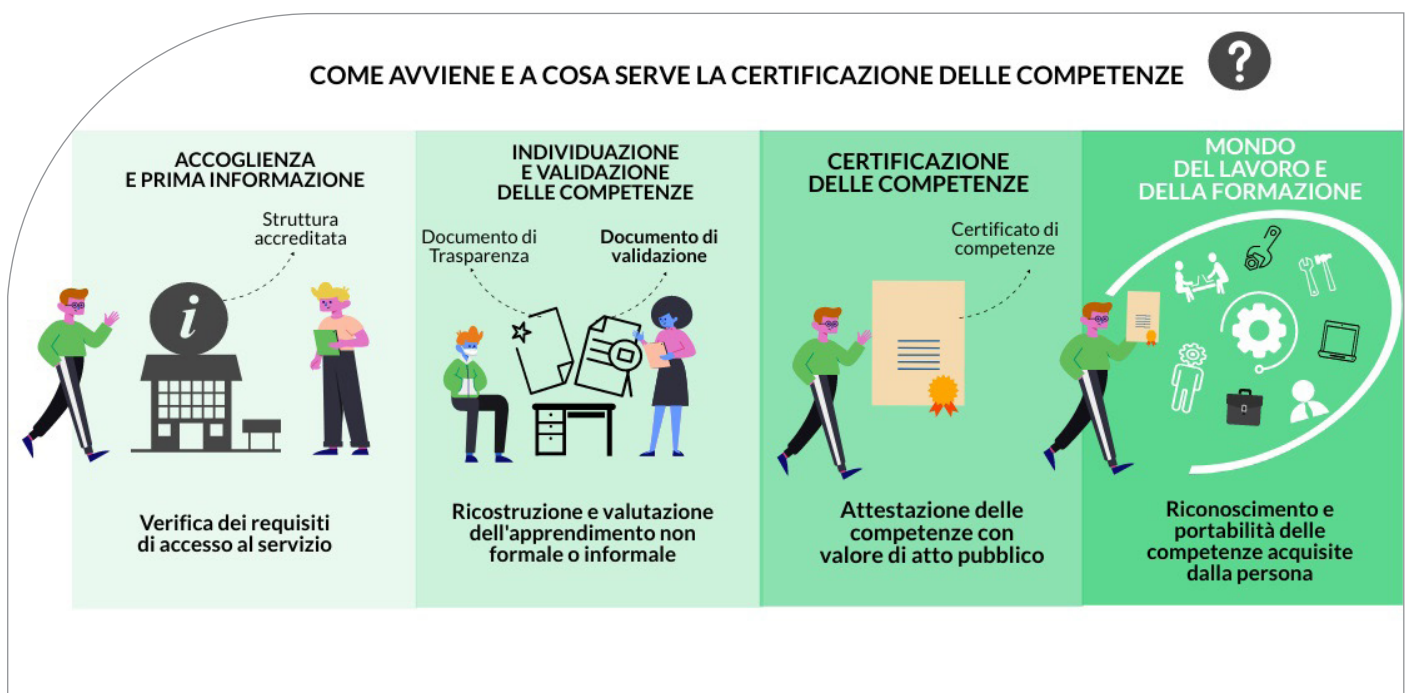 COME AVVIENE E A COSA SERVE LA CERTIFICAZIONE DELLE COMPETENZE ?
ACCOGLIENZA
E PRIMA INFORMAZIONE
Struttura
accreditata
i
Verifica dei requisiti
di accesso al servizio
INDIVIDUAZIONE
E VALIDAZIONE
DELLE COMPETENZE
Documento di
Trasparenza
Documento di
validazione
Ricostruzione e valutazione
dell'apprendimento non
formale o informale
CERTIFICAZIONE
DELLE COMPETENZE
Certificato di
competenze
Attestazione delle
competenze con
valore di atto pubblico
MONDO
DEL LAVORO E
DELLA FORMAZIONE
Riconoscimento e
portabilità delle
competenze acquisite
dalla persona